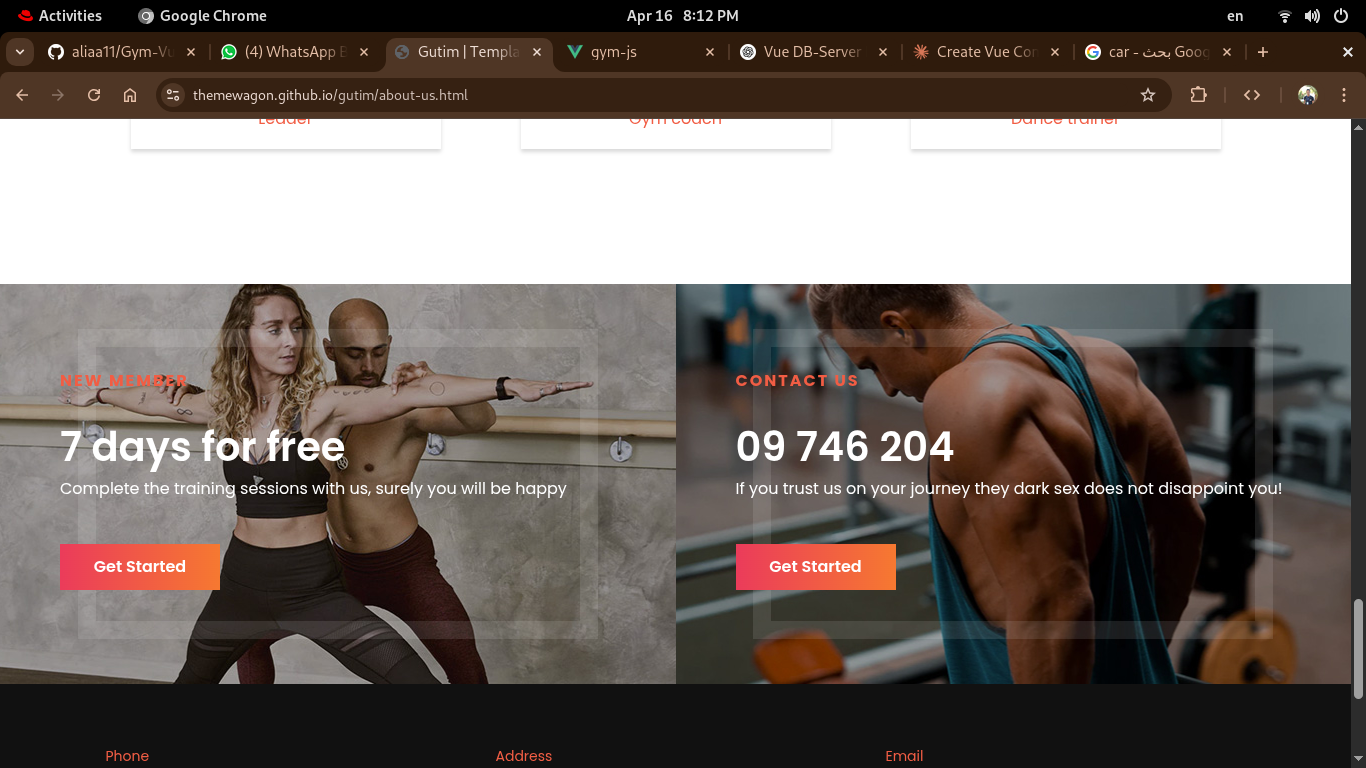 Activities
Google Chrome
Apr 16 8:12 PM
en
aliaa11/Gym-Vu
(4) WhatsApp B
Gutim | Templa
gym-js
Vue DB-Server
Create Vue Con
car - بحث Goog
themewagon.github.io/gutim/about-us.html
Leader
Gym coach
Dance trainer
NEW MEMBER
7 days for free
Complete the training sessions with us, surely you will be happy
Get Started
CONTACT US
09 746 204
If you trust us on your journey they dark sex does not disappoint you!
Get Started
Phone
Address
Email